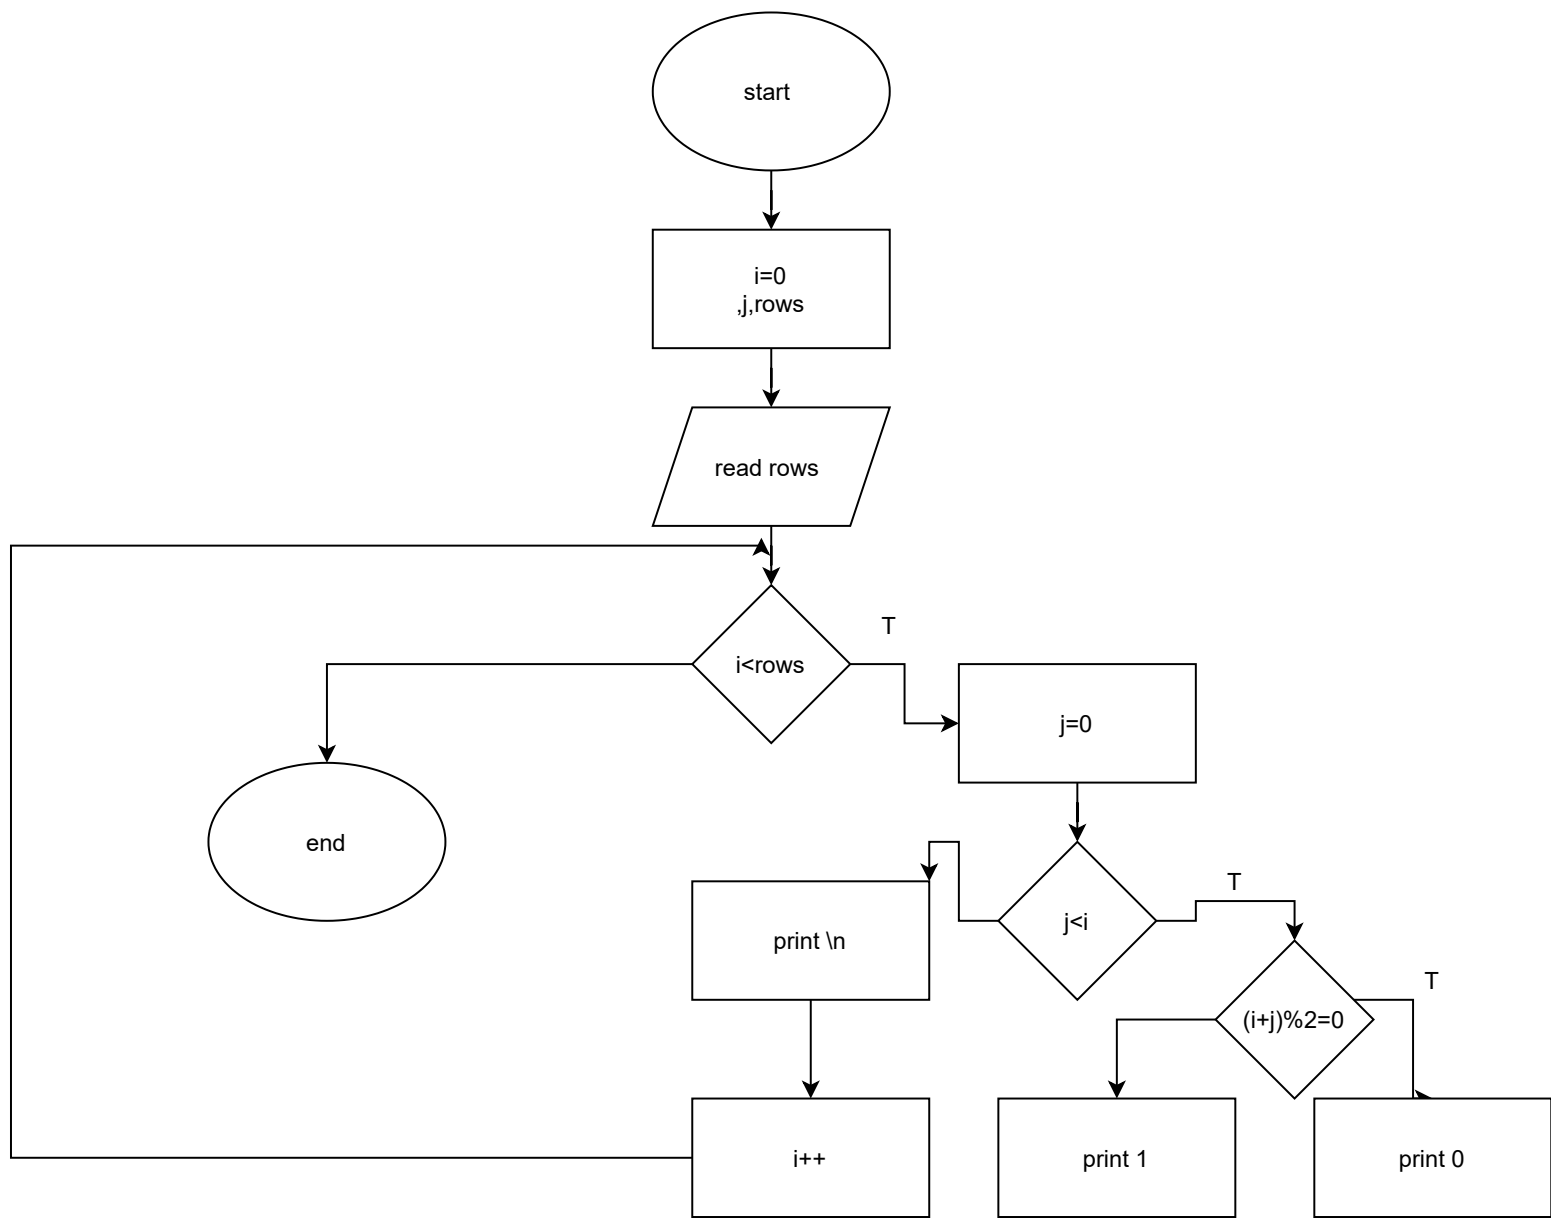 start
i=0
,j,rows
read rows
i<rows
T
j=0
end
j<i
T
print \n
(i+j)%2=0
T
i++
print 1
print 0